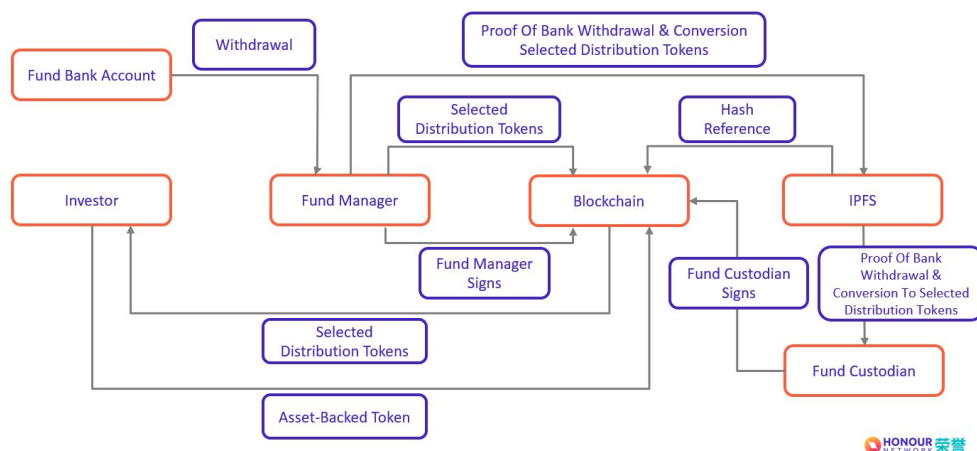 Withdrawal
Proof Of Bank Withdrawal & Conversion
Selected Distribution Tokens
Fund Bank Account
Selected
Distribution Tokens
Hash
Reference
Investor
Fund Manager
Blockchain
IPFS
Fund Manager
Signs
Fund Custodian
Signs
Proof Of Bank
Withdrawal &
Conversion To Selected
Distribution Tokens
Selected
Distribution Tokens
Fund Custodian
Asset-Backed Token
HONOUR
NETWORK
荣誉